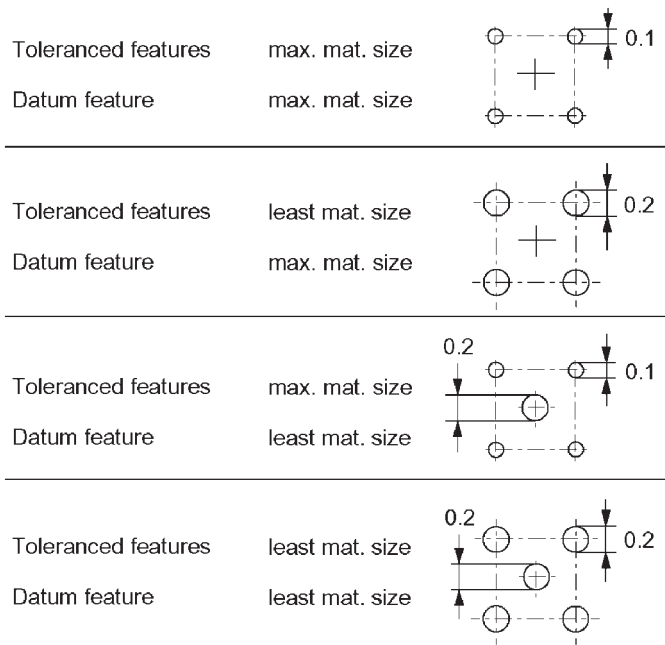 Toleranced features max. mat. size 0.1
Datum feature max. mat. size
Toleranced features least mat. size 0.2
Datum feature max. mat. size
0.2
Toleranced features max. mat. size 0.1
Datum feature least mat. size
0.2
Toleranced features least mat. size 0.2
Datum feature least mat. size